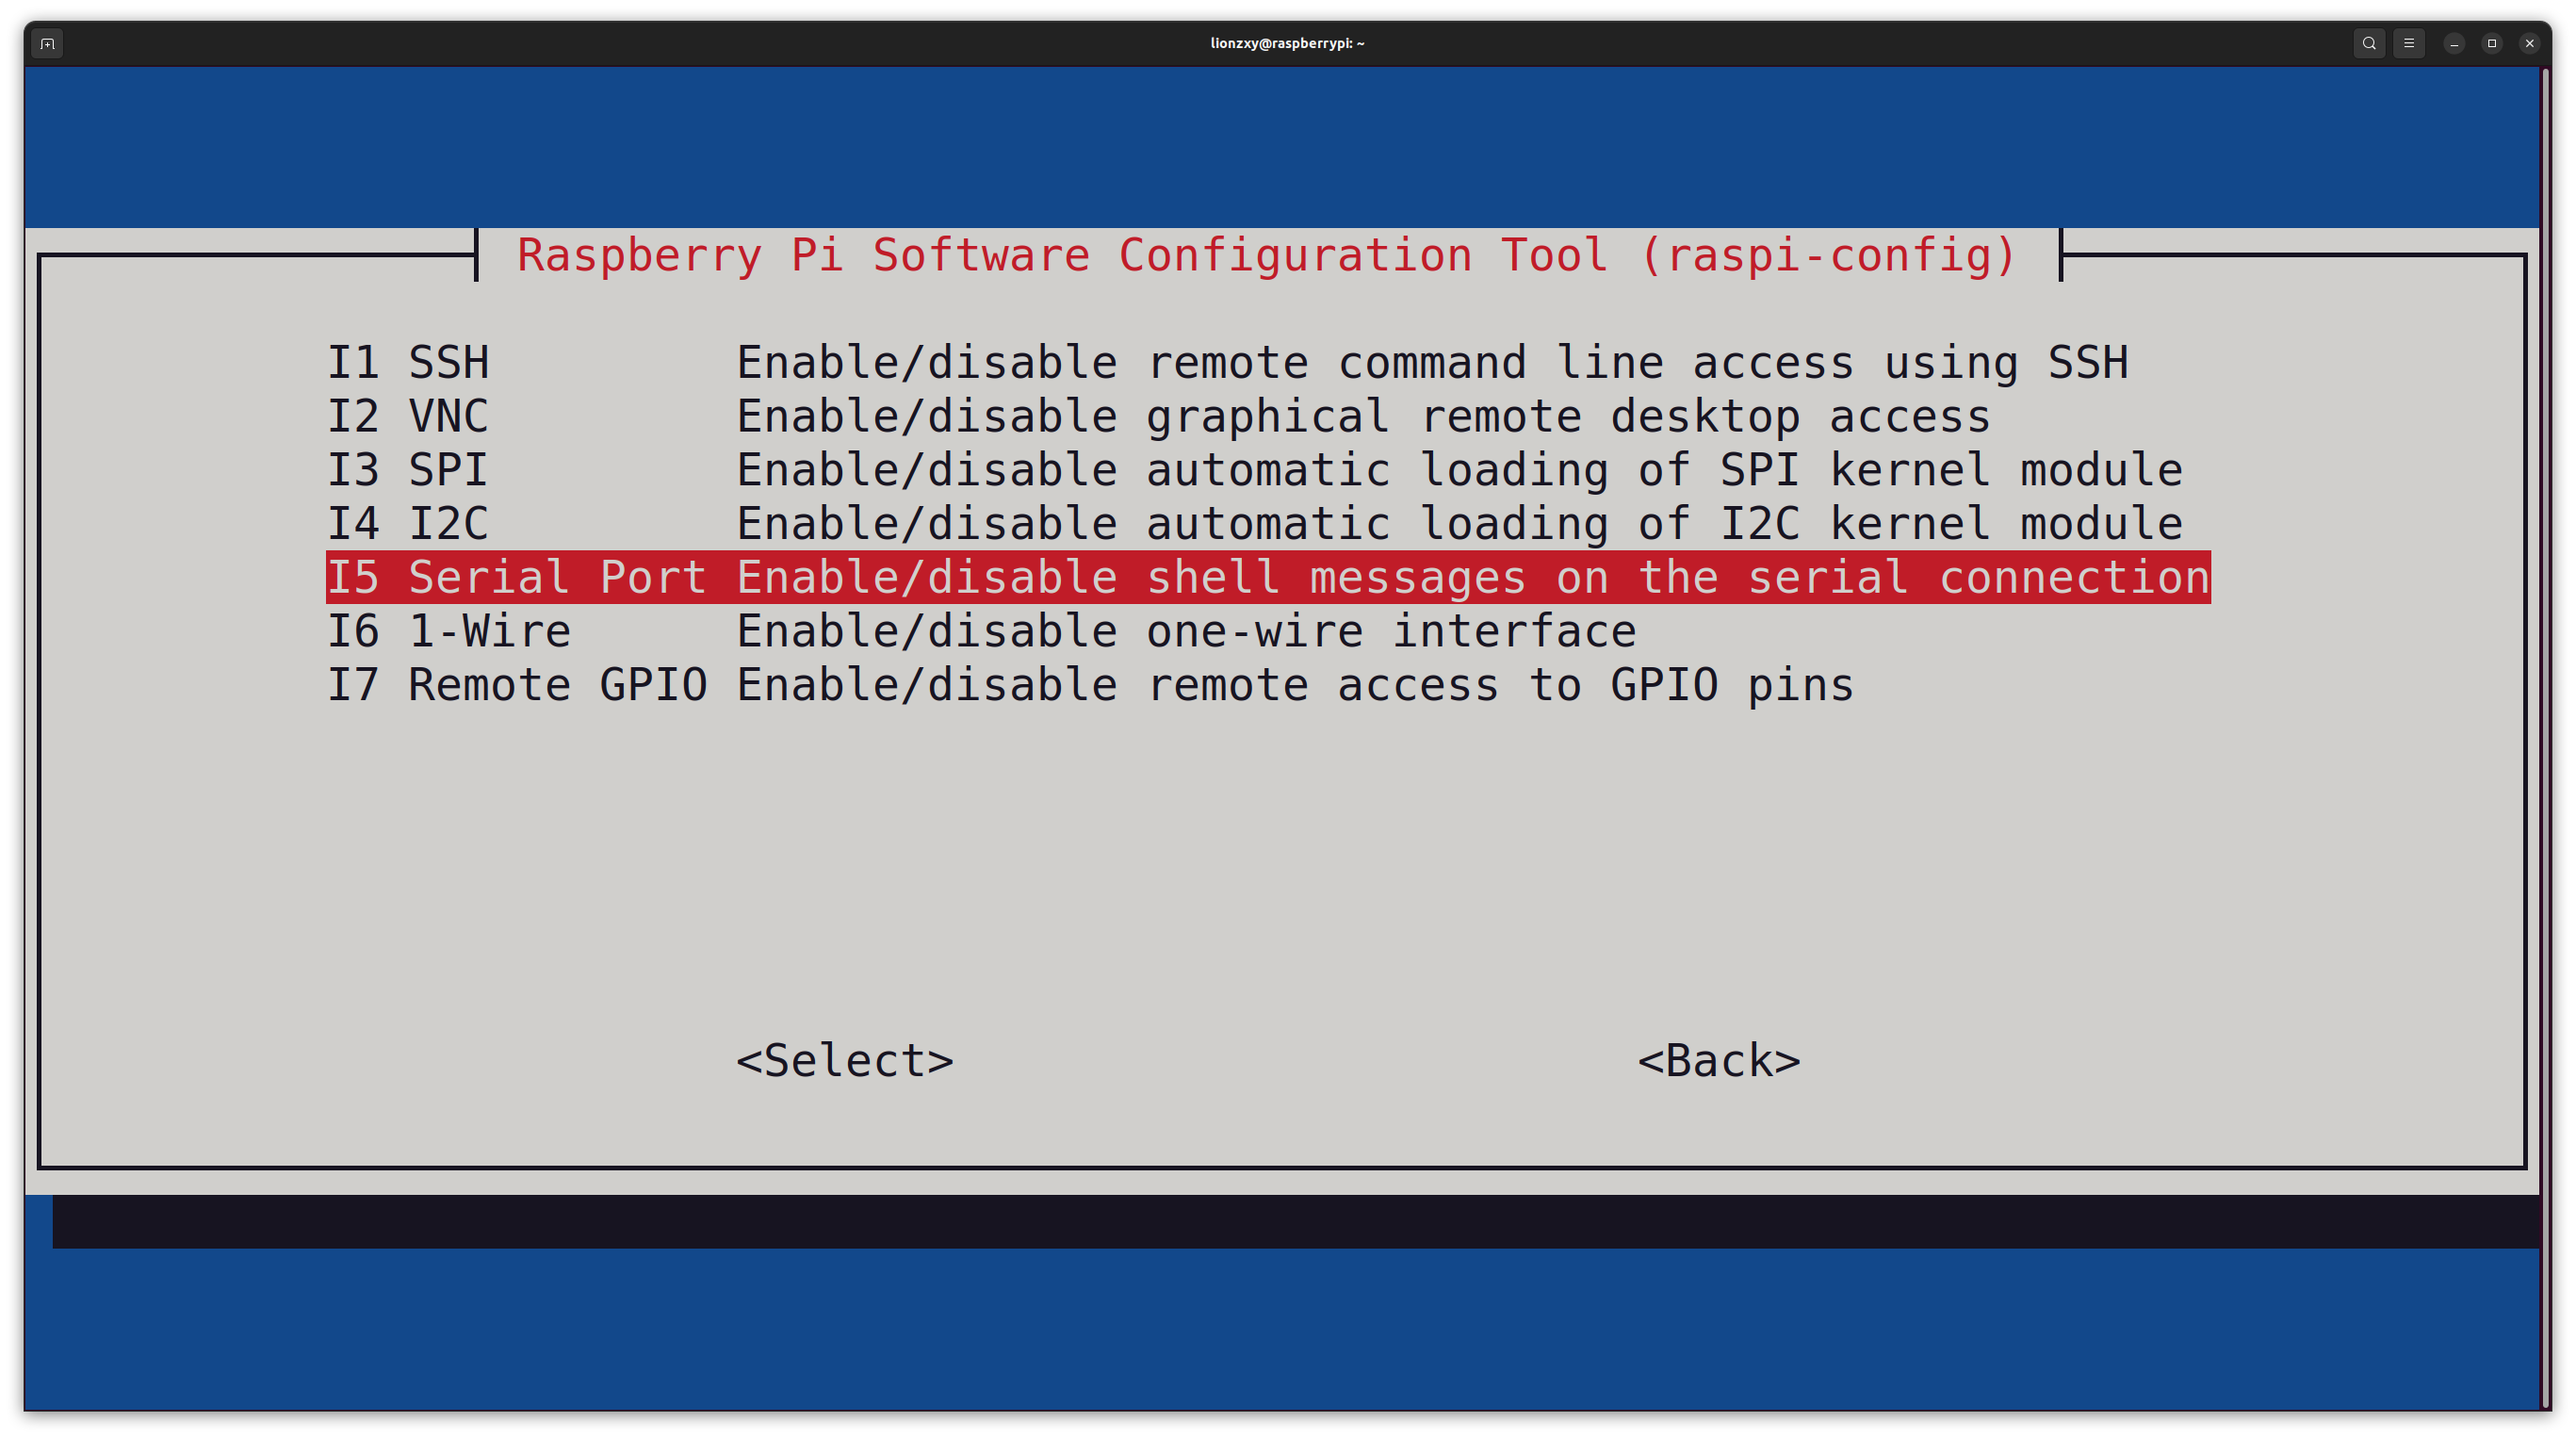 lionzxy@raspberrypi: ~
Raspberry Pi Software Configuration Tool (raspi-config)
I1 SSH Enable/disable remote command line access using SSH
I2 VNC Enable/disable graphical remote desktop access
I3 SPI Enable/disable automatic loading of SPI kernel module
I4 I2C Enable/disable automatic loading of I2C kernel module
I5 Serial Port Enable/disable shell messages on the serial connection
I6 1-Wire Enable/disable one-wire interface
I7 Remote GPIO Enable/disable remote access to GPIO pins
<Select> <Back>